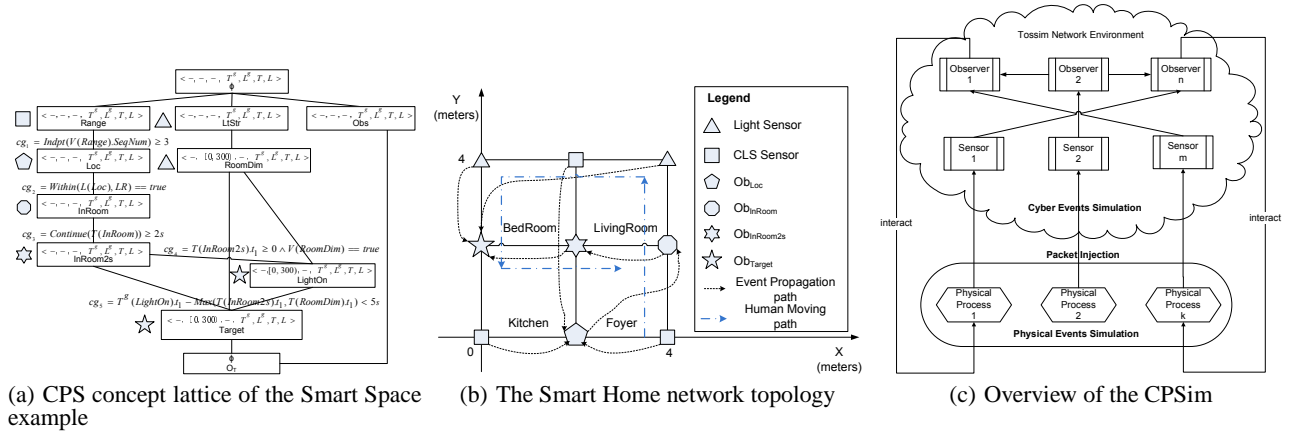 < −, −, −, T^g, L^g, T, L >
ϕ
< −, −, −, T^g, L^g, T, L >
Range
< −, −, −, T^g, L^g, T, L >
LtStr
< −, −, −, T^g, L^g, T, L >
Obs
cg₁ = Indpt(V(Range).SeqNum) ≥ 3
< −, −, −, T^g, L^g, T, L >
Loc
< −, [0, 300), −, T^g, L^g, T, L >
RoomDim
cg₂ = Within(L(Loc), LR) == true
< −, −, −, T^g, L^g, T, L >
InRoom
cg₃ = Continue(T(InRoom)) ≥ 2s
< −, −, −, T^g, L^g, T, L >
InRoom2s
cg₄ = T(InRoom2s).t₁ ≥ 0 ∧ V(RoomDim) == true
< −, [0, 300), −, T^g, L^g, T, L >
LightOn
cg₅ = T^g(LightOn).t₁ − Max(T(InRoom2s).t₁, T(RoomDim).t₁) < 5s
< −, [0, 300), −, T^g, L^g, T, L >
Target
ϕ
O_T
(a) CPS concept lattice of the Smart Space
example
Y
(meters)
4
BedRoom
LivingRoom
Kitchen
Foyer
0
4
X
(meters)
Legend
Light Sensor
CLS Sensor
Ob_Loc
Ob_InRoom
Ob_InRoom2s
Ob_Target
Event Propagation
path
Human Moving
path
(b) The Smart Home network topology
Tossim Network Environment
Observer
1
Observer
2
Observer
n
Sensor
1
Sensor
2
Sensor
m
Cyber Events Simulation
interact
interact
Packet Injection
Physical
Process
1
Physical
Process
2
Physical
Process
k
Physical Events Simulation
(c) Overview of the CPSim